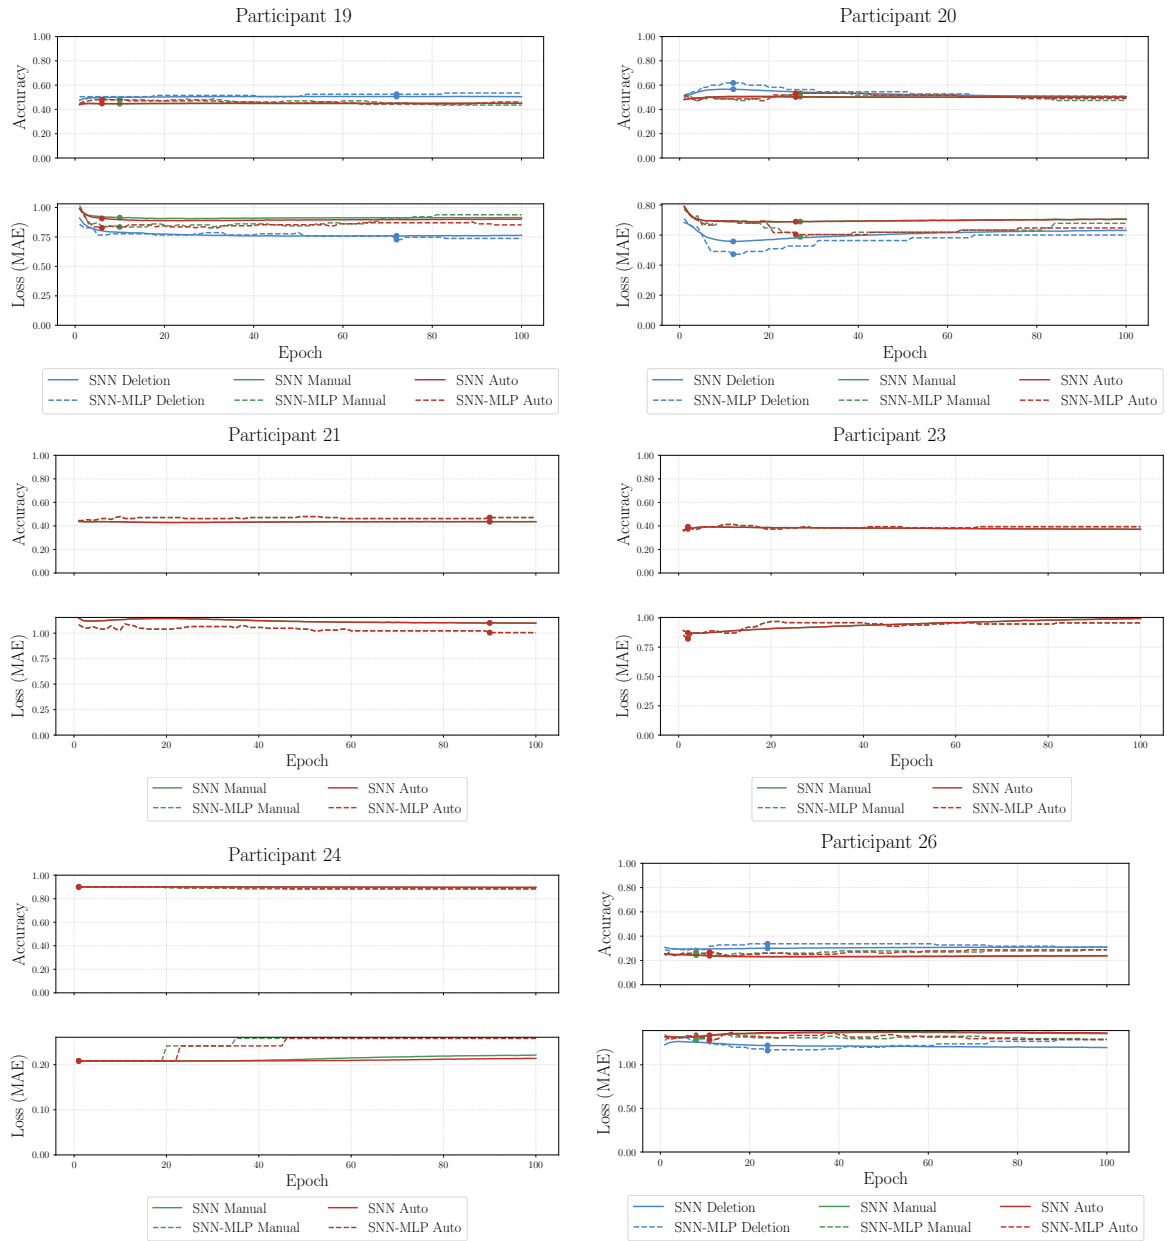 Participant 19
1.00
0.80
0.60
0.40
0.20
0.00
Accuracy
1.00
0.75
0.50
0.25
0.00
Loss (MAE)
0 20 40 60 80 100
Epoch
SNN Deletion SNN Manual SNN Auto
SNN-MLP Deletion SNN-MLP Manual SNN-MLP Auto
Participant 20
1.00
0.80
0.60
0.40
0.20
0.00
Accuracy
0.80
0.60
0.40
0.20
0.00
Loss (MAE)
0 20 40 60 80 100
Epoch
SNN Deletion SNN Manual SNN Auto
SNN-MLP Deletion SNN-MLP Manual SNN-MLP Auto
Participant 21
1.00
0.80
0.60
0.40
0.20
0.00
Accuracy
1.00
0.75
0.50
0.25
0.00
Loss (MAE)
0 20 40 60 80 100
Epoch
SNN Manual SNN Auto
SNN-MLP Manual SNN-MLP Auto
Participant 23
1.00
0.80
0.60
0.40
0.20
0.00
Accuracy
1.00
0.80
0.60
0.40
0.20
0.00
Loss (MAE)
0 20 40 60 80 100
Epoch
SNN Manual SNN Auto
SNN-MLP Manual SNN-MLP Auto
Participant 24
1.00
0.80
0.60
0.40
0.20
0.00
Accuracy
0.20
0.10
0.00
Loss (MAE)
0 20 40 60 80 100
Epoch
SNN Manual SNN Auto
SNN-MLP Manual SNN-MLP Auto
Participant 26
1.00
0.80
0.60
0.40
0.20
0.00
Accuracy
1.00
0.50
0.00
Loss (MAE)
0 20 40 60 80 100
Epoch
SNN Deletion SNN Manual SNN Auto
SNN-MLP Deletion SNN-MLP Manual SNN-MLP Auto